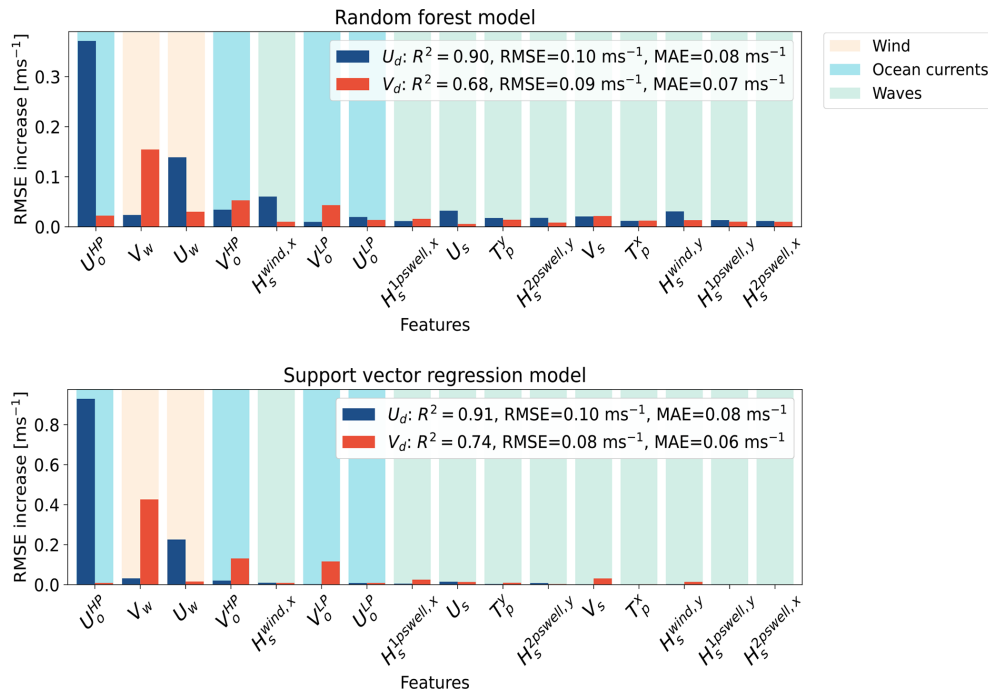 Random forest model
RMSE increase [ms⁻¹]
0.3
0.2
0.1
0.0
U_d: R² = 0.90, RMSE=0.10 ms⁻¹, MAE=0.08 ms⁻¹
V_d: R² = 0.68, RMSE=0.09 ms⁻¹, MAE=0.07 ms⁻¹
Wind
Ocean currents
Waves
U_o^{HP} V_w U_w V_o^{HP} H_s^{wind,x} V_o^{LP} U_o^{LP} H_s^{1pswell,x} U_s T_p^y H_s^{2pswell,y} V_s T_p^x H_s^{wind,y} H_s^{1pswell,y} H_s^{2pswell,x}
Features
Support vector regression model
RMSE increase [ms⁻¹]
0.8
0.6
0.4
0.2
0.0
U_d: R² = 0.91, RMSE=0.10 ms⁻¹, MAE=0.08 ms⁻¹
V_d: R² = 0.74, RMSE=0.08 ms⁻¹, MAE=0.06 ms⁻¹
U_o^{HP} V_w U_w V_o^{HP} H_s^{wind,x} V_o^{LP} U_o^{LP} H_s^{1pswell,x} U_s T_p^y H_s^{2pswell,y} V_s T_p^x H_s^{wind,y} H_s^{1pswell,y} H_s^{2pswell,x}
Features